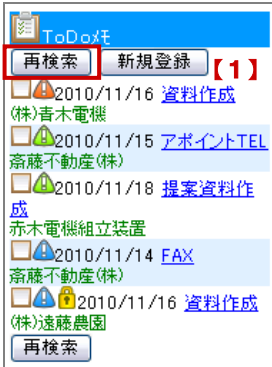 ToDoメモ
再検索 新規登録 【1】
2010/11/16 資料作成
(株)青木電機
2010/11/15 アポイントTEL
斎藤不動産(株)
2010/11/18 提案資料作
成
赤木電機組立装置
2010/11/14 FAX
斎藤不動産(株)
2010/11/16 資料作成
(株)遠藤農園
再検索